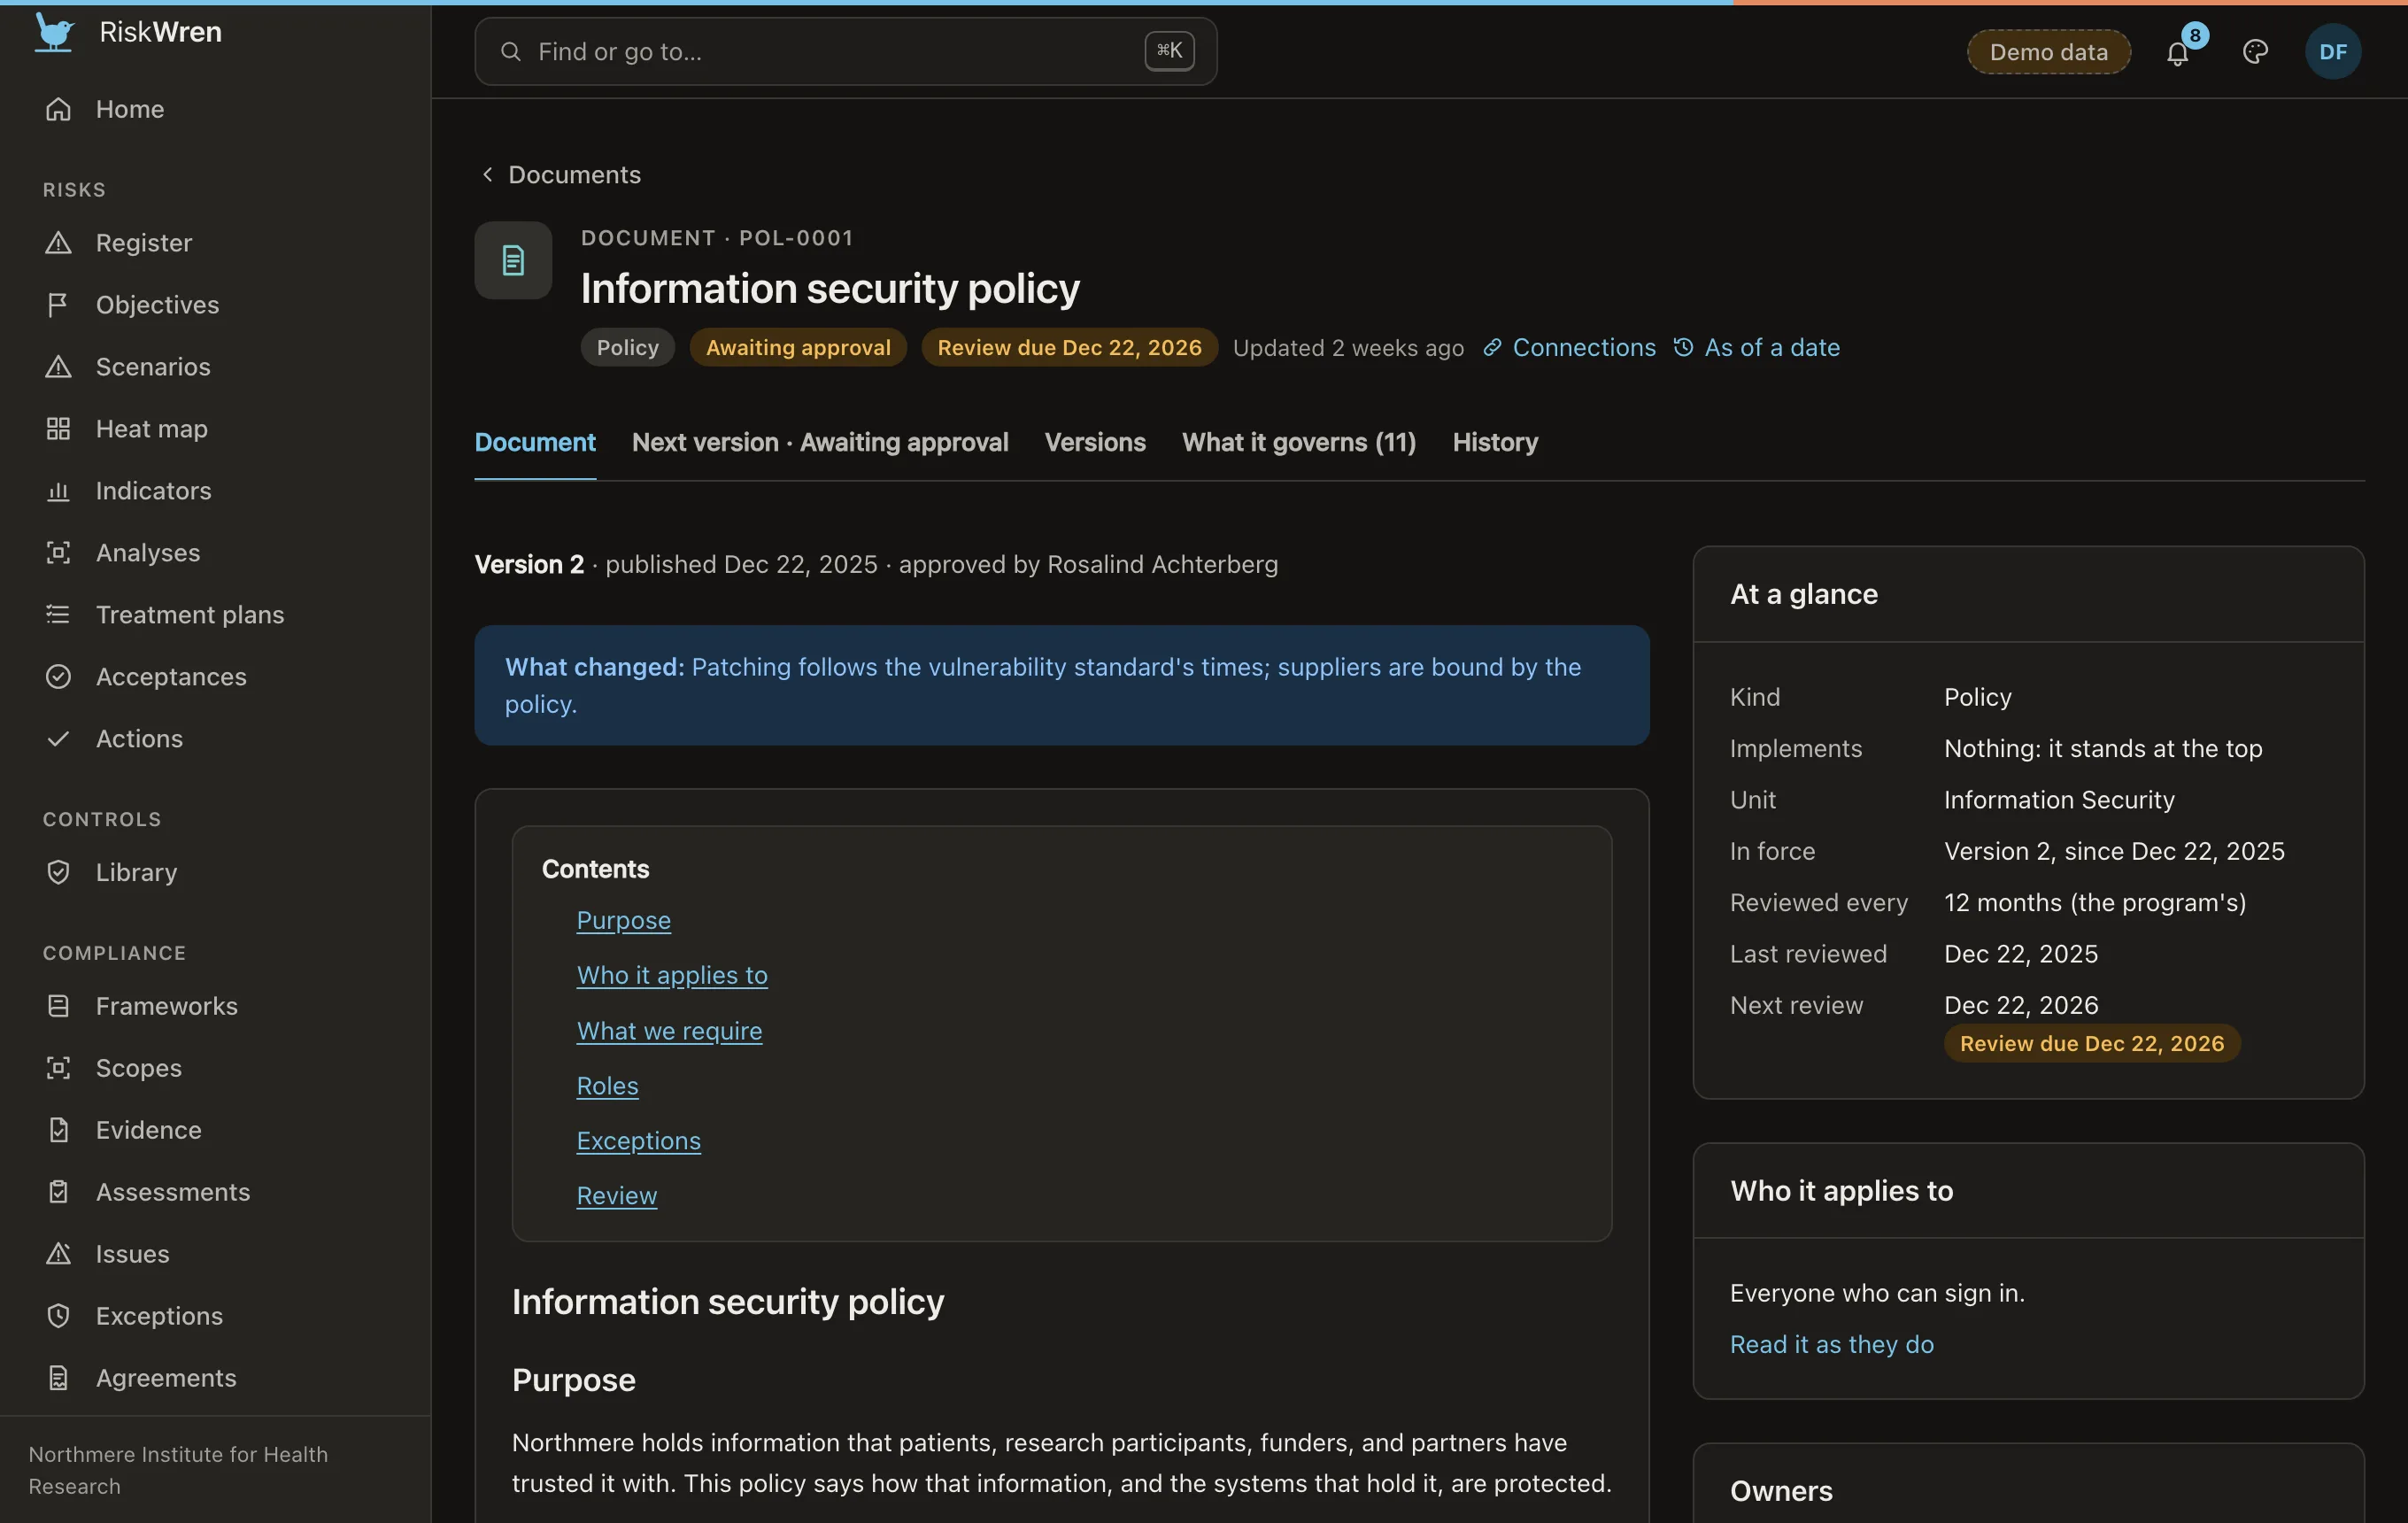 RiskWren
Find or go to...
⌘K
Demo data
8
DF
Home
RISKS
Register
Objectives
Scenarios
Heat map
Indicators
Analyses
Treatment plans
Acceptances
Actions
CONTROLS
Library
COMPLIANCE
Frameworks
Scopes
Evidence
Assessments
Issues
Exceptions
Agreements
Northmere Institute for Health
Research
Documents
DOCUMENT · POL-0001
Information security policy
Policy
Awaiting approval
Review due Dec 22, 2026
Updated 2 weeks ago
Connections
As of a date
Document
Next version · Awaiting approval
Versions
What it governs (11)
History
Version 2 · published Dec 22, 2025 · approved by Rosalind Achterberg
What changed: Patching follows the vulnerability standard's times; suppliers are bound by the
policy.
Contents
Purpose
Who it applies to
What we require
Roles
Exceptions
Review
Information security policy
Purpose
Northmere holds information that patients, research participants, funders, and partners have
trusted it with. This policy says how that information, and the systems that hold it, are protected.
At a glance
Kind Policy
Implements Nothing: it stands at the top
Unit Information Security
In force Version 2, since Dec 22, 2025
Reviewed every 12 months (the program's)
Last reviewed Dec 22, 2025
Next review Dec 22, 2026
Review due Dec 22, 2026
Who it applies to
Everyone who can sign in.
Read it as they do
Owners